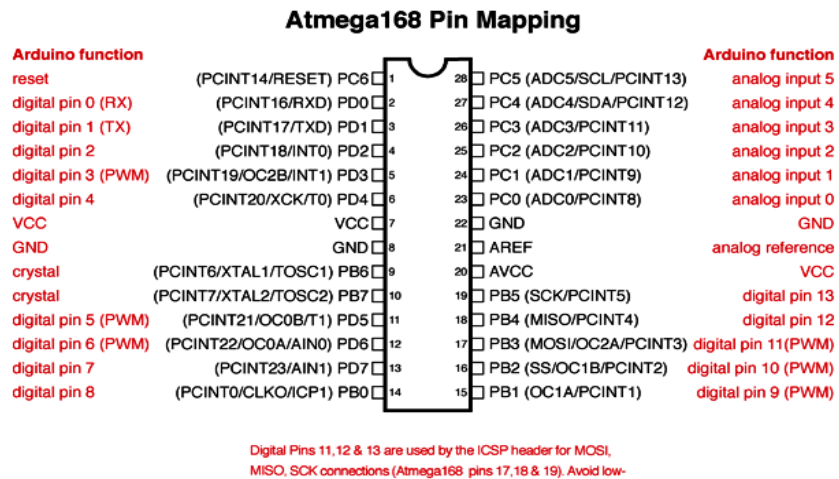 Atmega168 Pin Mapping
Arduino function Arduino function
reset (PCINT14/RESET) PC6 1 28 PC5 (ADC5/SCL/PCINT13) analog input 5
digital pin 0 (RX) (PCINT16/RXD) PD0 2 27 PC4 (ADC4/SDA/PCINT12) analog input 4
digital pin 1 (TX) (PCINT17/TXD) PD1 3 26 PC3 (ADC3/PCINT11) analog input 3
digital pin 2 (PCINT18/INT0) PD2 4 25 PC2 (ADC2/PCINT10) analog input 2
digital pin 3 (PWM) (PCINT19/OC2B/INT1) PD3 5 24 PC1 (ADC1/PCINT9) analog input 1
digital pin 4 (PCINT20/XCK/T0) PD4 6 23 PC0 (ADC0/PCINT8) analog input 0
VCC VCC 7 22 GND GND
GND GND 8 21 AREF analog reference
crystal (PCINT6/XTAL1/TOSC1) PB6 9 20 AVCC VCC
crystal (PCINT7/XTAL2/TOSC2) PB7 10 19 PB5 (SCK/PCINT5) digital pin 13
digital pin 5 (PWM) (PCINT21/OC0B/T1) PD5 11 18 PB4 (MISO/PCINT4) digital pin 12
digital pin 6 (PWM) (PCINT22/OC0A/AIN0) PD6 12 17 PB3 (MOSI/OC2A/PCINT3) digital pin 11(PWM)
digital pin 7 (PCINT23/AIN1) PD7 13 16 PB2 (SS/OC1B/PCINT2) digital pin 10 (PWM)
digital pin 8 (PCINT0/CLKO/ICP1) PB0 14 15 PB1 (OC1A/PCINT1) digital pin 9 (PWM)
Digital Pins 11,12 & 13 are used by the ICSP header for MOSI,
MISO, SCK connections (Atmega168 pins 17,18 & 19). Avoid low-